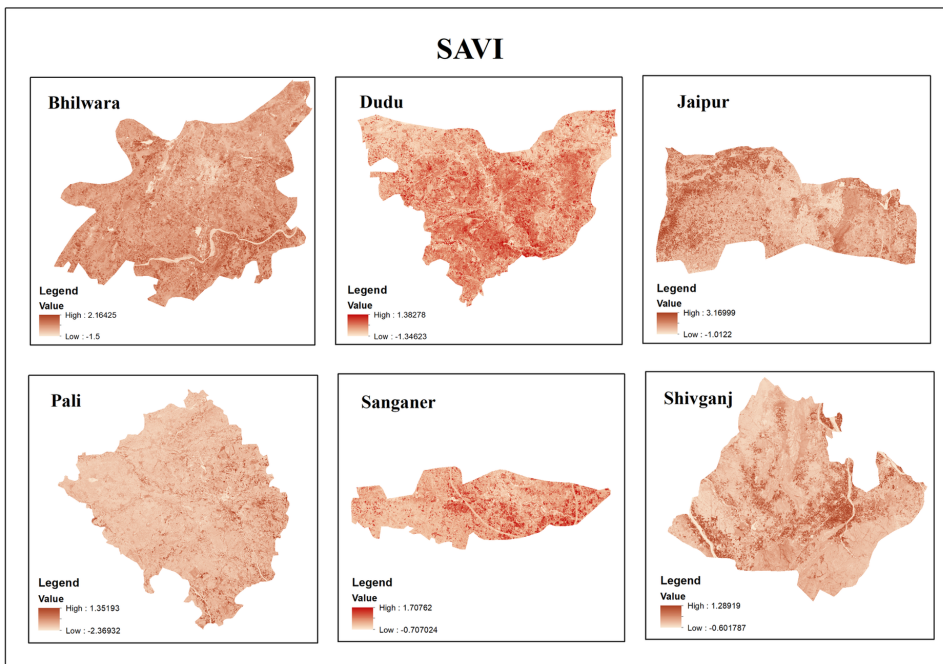 SAVI
Bhilwara
Legend
Value
High : 2.16425
Low : -1.5
Dudu
Legend
Value
High : 1.38278
Low : -1.34623
Jaipur
Legend
Value
High : 3.16999
Low : -1.0122
Pali
Legend
Value
High : 1.35193
Low : -2.36932
Sanganer
Legend
Value
High : 1.70762
Low : -0.707024
Shivganj
Legend
Value
High : 1.28919
Low : -0.601787